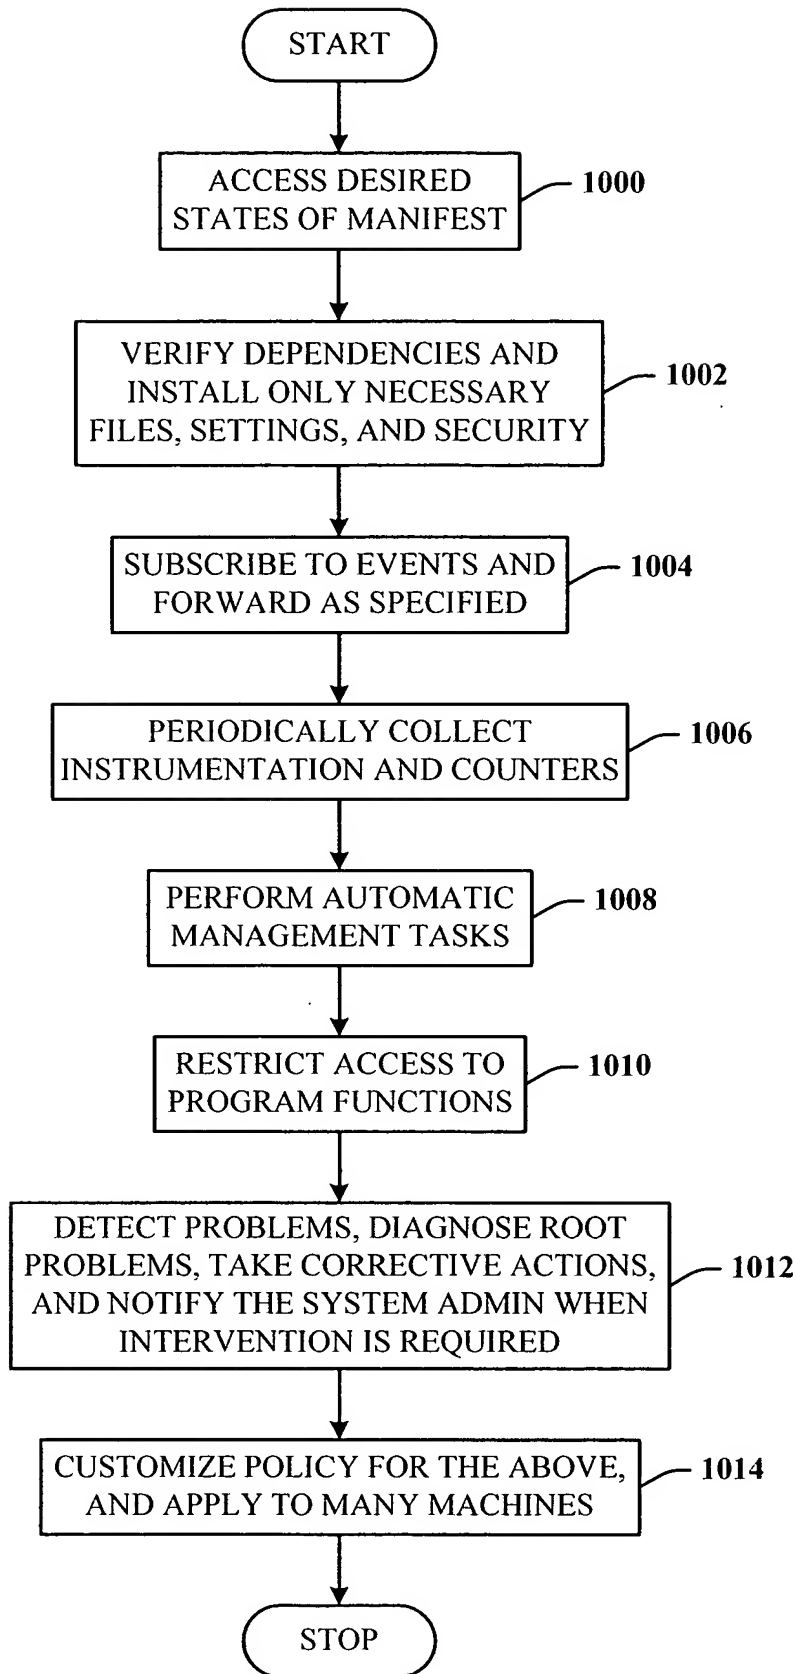 START
ACCESS DESIRED
STATES OF MANIFEST
1000
VERIFY DEPENDENCIES AND
INSTALL ONLY NECESSARY
FILES, SETTINGS, AND SECURITY
1002
SUBSCRIBE TO EVENTS AND
FORWARD AS SPECIFIED
1004
PERIODICALLY COLLECT
INSTRUMENTATION AND COUNTERS
1006
PERFORM AUTOMATIC
MANAGEMENT TASKS
1008
RESTRICT ACCESS TO
PROGRAM FUNCTIONS
1010
DETECT PROBLEMS, DIAGNOSE ROOT
PROBLEMS, TAKE CORRECTIVE ACTIONS,
AND NOTIFY THE SYSTEM ADMIN WHEN
INTERVENTION IS REQUIRED
1012
CUSTOMIZE POLICY FOR THE ABOVE,
AND APPLY TO MANY MACHINES
1014
STOP